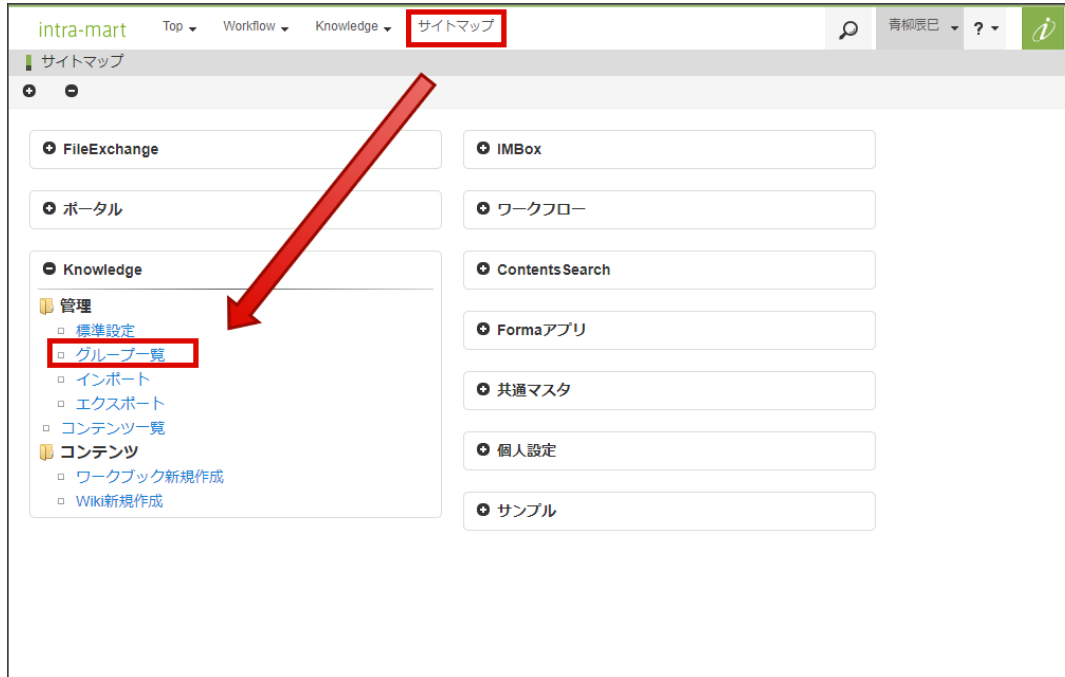 intra-mart Top Workflow Knowledge サイトマップ 青柳辰巳 ? i
サイトマップ
FileExchange
IMBox
ポータル
ワークフロー
Knowledge
管理
標準設定
グループ一覧
インポート
エクスポート
コンテンツ一覧
コンテンツ
ワークブック新規作成
Wiki新規作成
ContentsSearch
Formaアプリ
共通マスタ
個人設定
サンプル